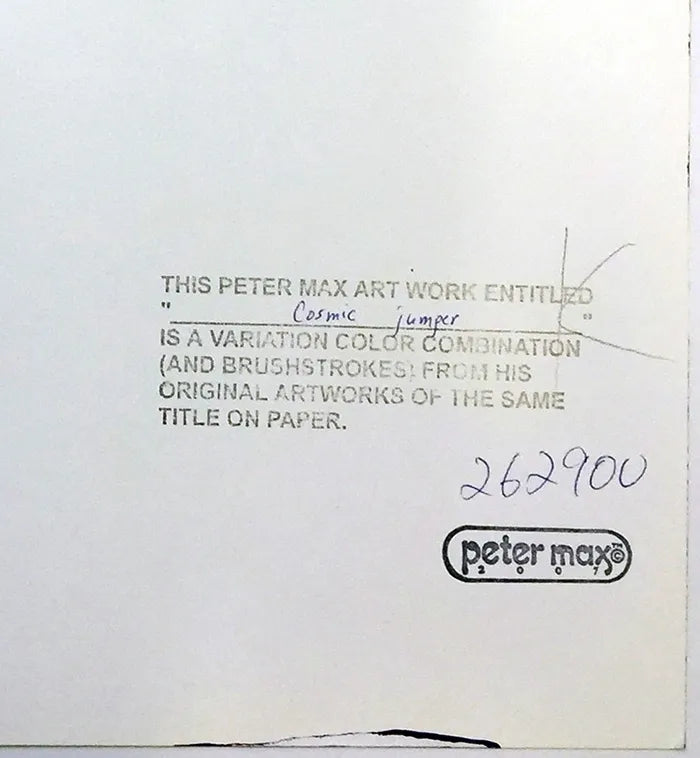 THIS PETER MAX ART WORK ENTITLED
" Cosmic jumper "
IS A VARIATION COLOR COMBINATION
(AND BRUSHSTROKES) FROM HIS
ORIGINAL ARTWORKS OF THE SAME
TITLE ON PAPER.
K
262900
peter max™©
2007